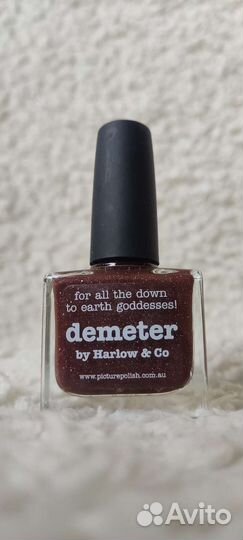 for all the down
to earth goddesses!
demeter
by Harlow & Co
www.picturepolish.com.au
Avito